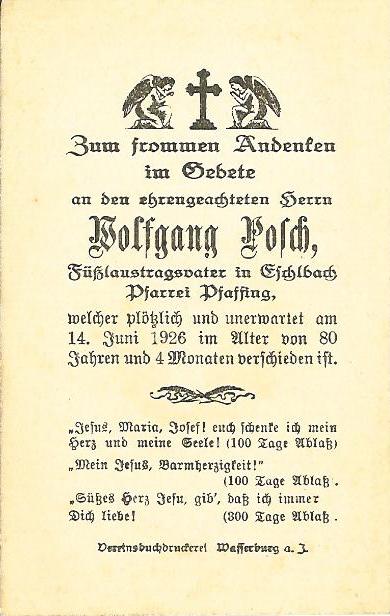 Zum frommen Andenken
im Gebete
an den ehrengeachteten Herrn
Wolfgang Posch,
Füßlaustragsvater in Eschlbach
Pfarrei Pfaffing,
welcher plötzlich und unerwartet am
14. Juni 1926 im Alter von 80
Jahren und 4 Monaten verschieden ist.
„Jesus, Maria, Josef! euch schenke ich mein
Herz und meine Seele! (100 Tage Ablaß)
„Mein Jesus, Barmherzigkeit!"
(100 Tage Ablaß.
„Süßes Herz Jesu, gib', daß ich immer
Dich liebe! (300 Tage Ablaß.
Vereinsbuchdruckerei Wasserburg a. J.